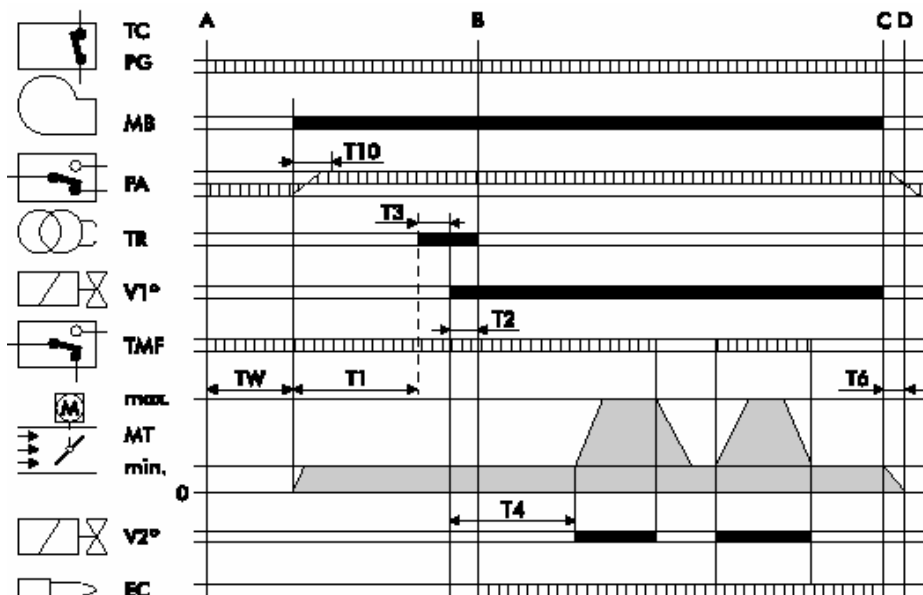 A B C D
TC
PG
MB
T10
PA
T3
TR
V1°
T2
TMF
TW T1 T6
max.
M
MT
min.
0
T4
V2°
EC